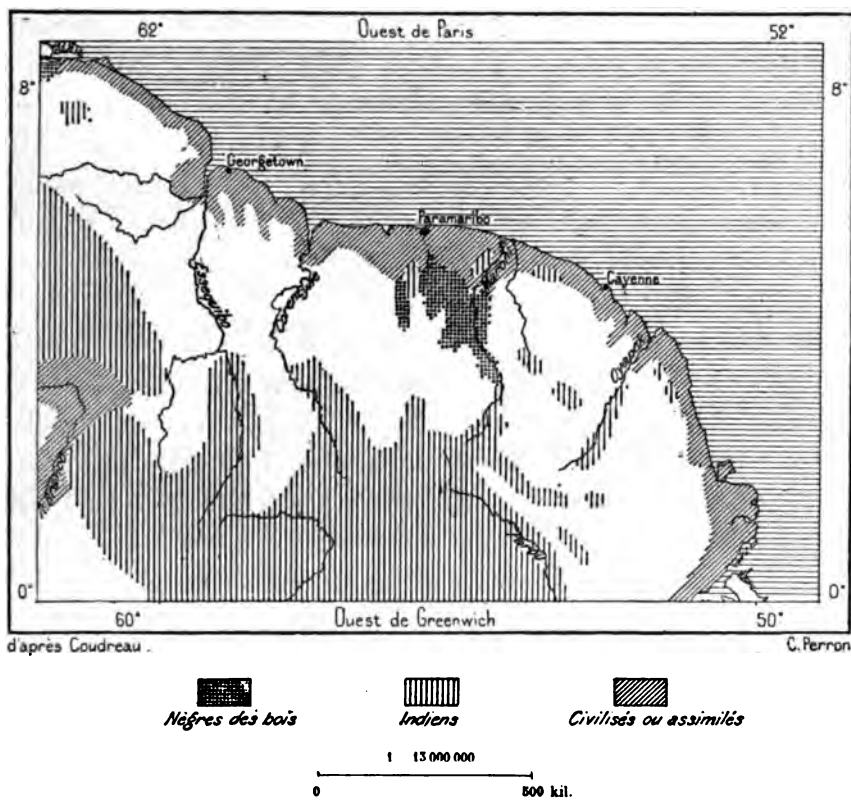 62° Ouest de Paris 52°
8° 8°
Georgetown
Paramaribo
Cayenne
Essequibo
0° 0°
60° Ouest de Greenwich 50°
d'après Coudreau. C. Perron
Nègres des bois Indiens Civilisés ou assimilés
1 13 000 000
0 500 kil.